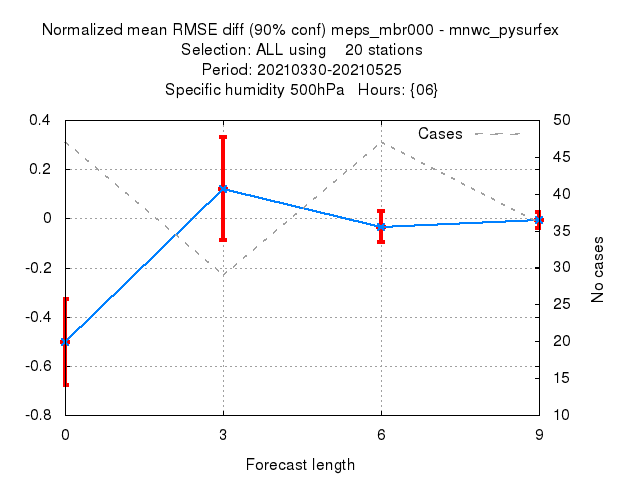 Normalized mean RMSE diff (90% conf) meps_mbr000 - mnwc_pysurfex
Selection: ALL using 20 stations
Period: 20210330-20210525
Specific humidity 500hPa Hours: {06}
Cases
0.4
0.2
0
-0.2
-0.4
-0.6
-0.8
50
45
40
35
30
25
20
15
10
No cases
0 3 6 9
Forecast length